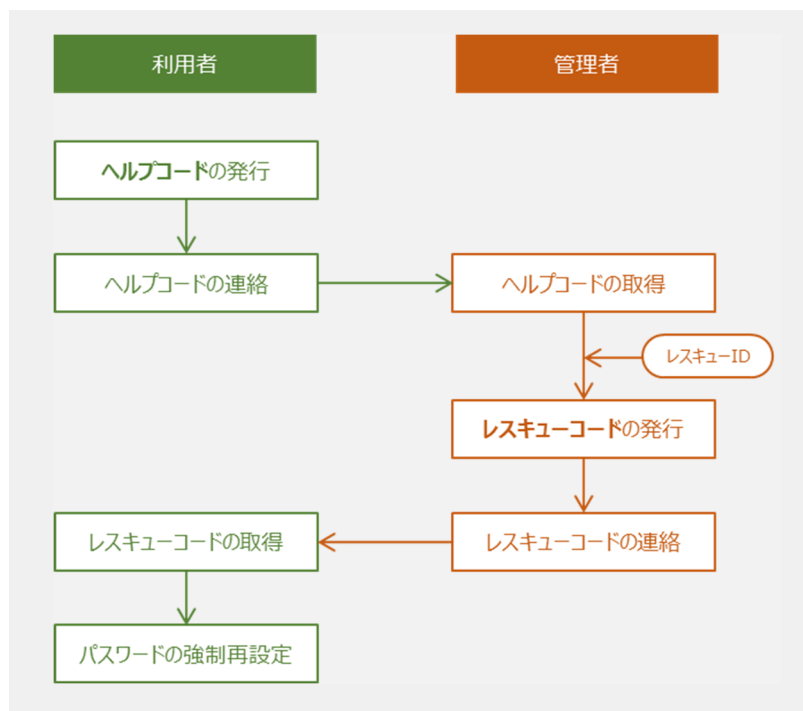 利用者
管理者
ヘルプコードの発行
ヘルプコードの連絡
ヘルプコードの取得
レスキューID
レスキューコードの発行
レスキューコードの取得
レスキューコードの連絡
パスワードの強制再設定